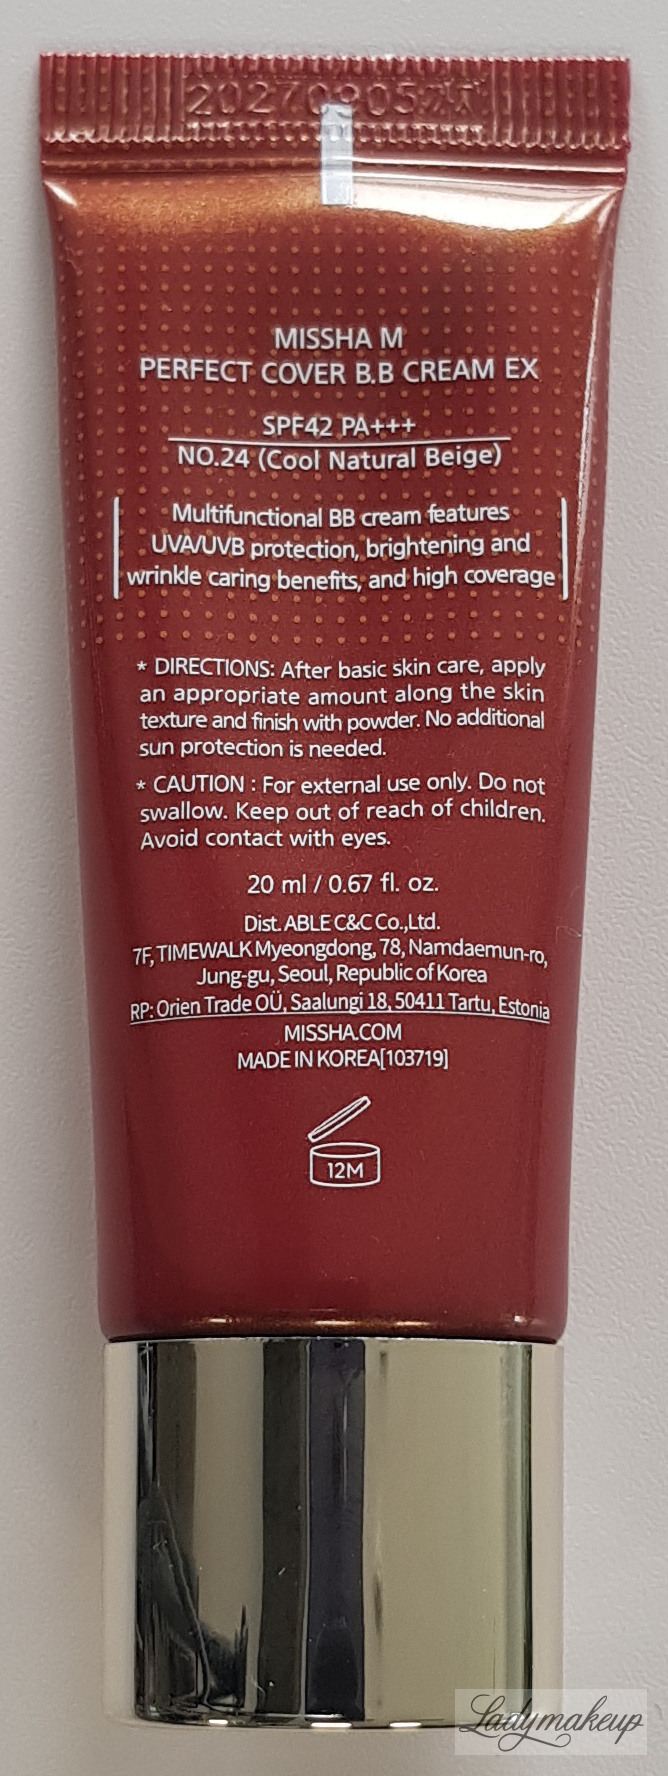 20270905
MISSHA M
PERFECT COVER B.B CREAM EX
SPF42 PA+++
NO.24 (Cool Natural Beige)
Multifunctional BB cream features
UVA/UVB protection, brightening and
wrinkle caring benefits, and high coverage
* DIRECTIONS: After basic skin care, apply
an appropriate amount along the skin
texture and finish with powder. No additional
sun protection is needed.
* CAUTION : For external use only. Do not
swallow. Keep out of reach of children.
Avoid contact with eyes.
20 ml / 0.67 fl. oz.
Dist. ABLE C&C Co.,Ltd.
7F, TIMEWALK Myeongdong, 78, Namdaemun-ro,
Jung-gu, Seoul, Republic of Korea
RP: Orien Trade OÜ, Saalungi 18, 50411 Tartu, Estonia
MISSHA.COM
MADE IN KOREA[103719]
12M
Ladymakeup